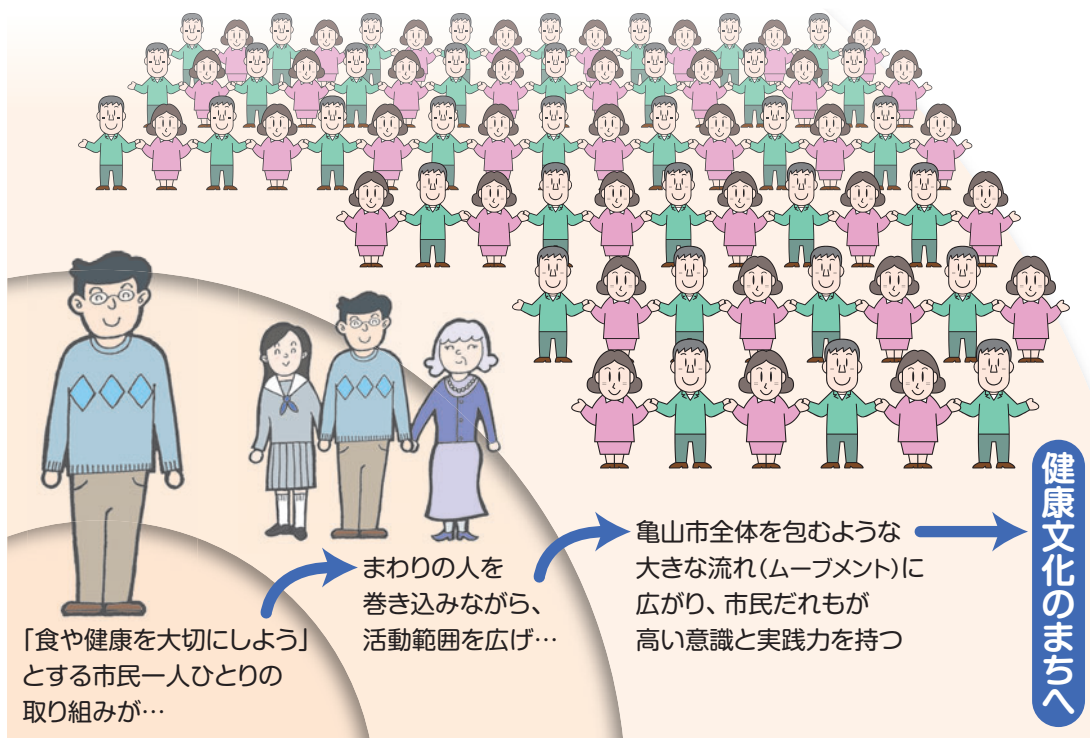 「食や健康を大切にしよう」
とする市民一人ひとりの
取り組みが…
まわりの人を
巻き込みながら、
活動範囲を広げ…
亀山市全体を包むような
大きな流れ(ムーブメント)に
広がり、市民だれもが
高い意識と実践力を持つ
健康文化のまちへ